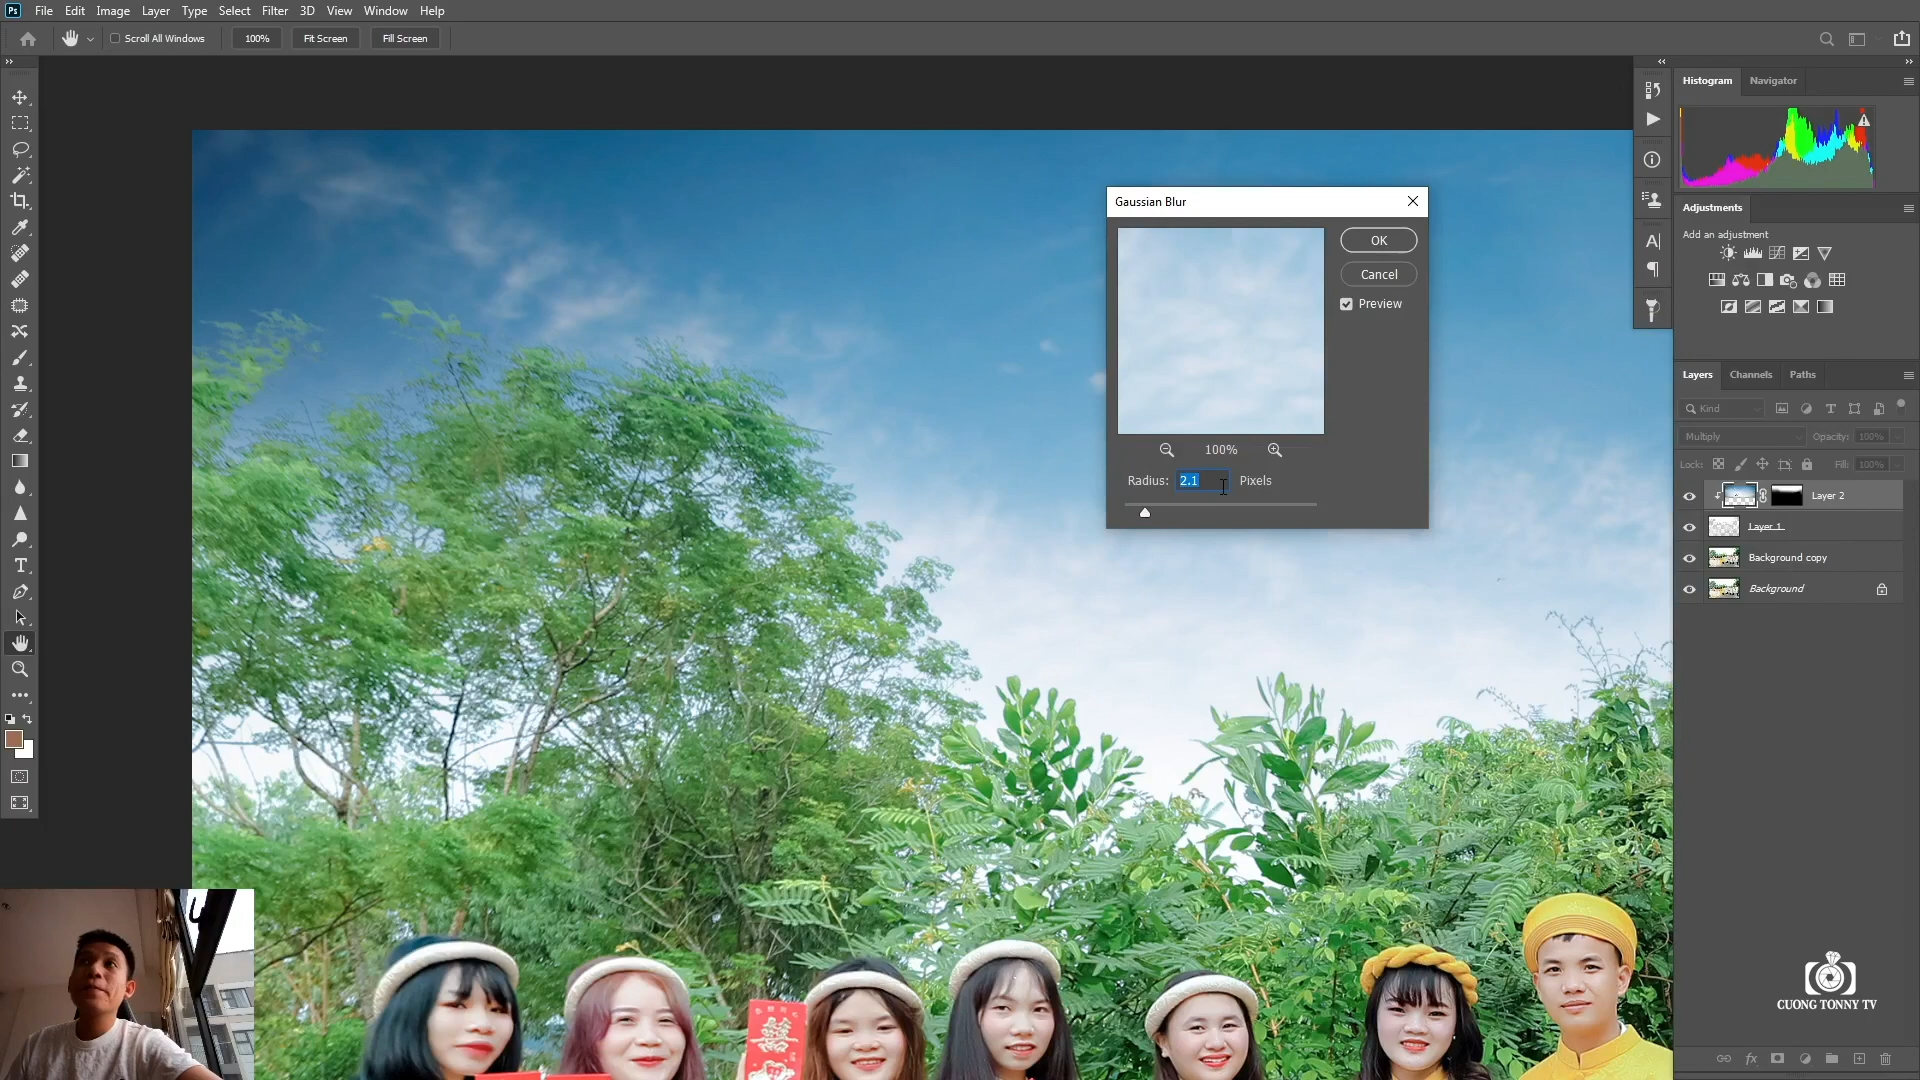 Ps File Edit Image Layer Type Select Filter 3D View Window Help
Scroll All Windows 100% Fit Screen Fill Screen
Histogram Navigator
Adjustments
Add an adjustment
Gaussian Blur
OK
Cancel
Preview
100%
Radius: 2.1 Pixels
Layers Channels Paths
Kind
Multiply Opacity: 100%
Lock: Fill: 100%
Layer 2
Layer 1
Background copy
Background
囍
CUONG TONNY TV